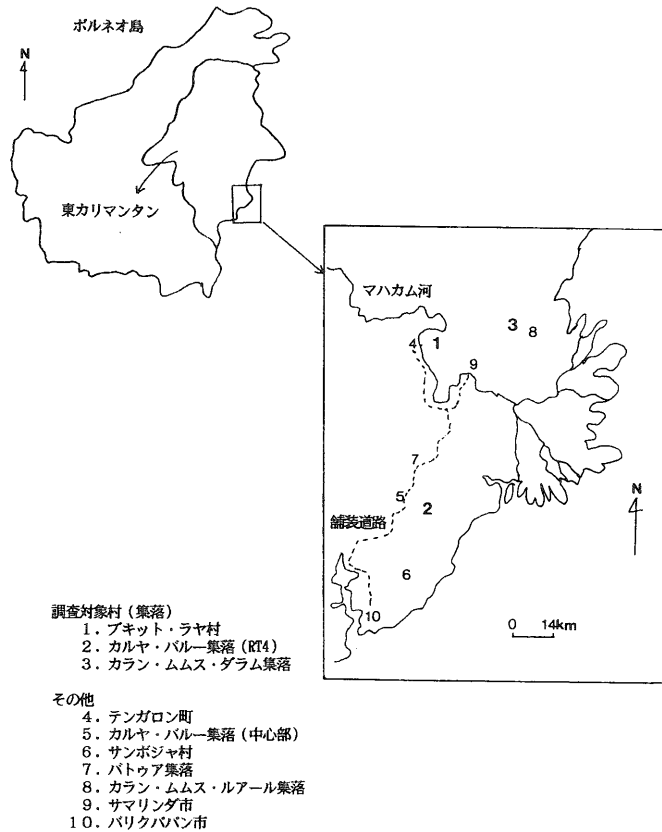 ボルネオ島
N
東カリマンタン
マハカム河
1
3
8
4
9
7
5
2
舗装道路
N
6
10
0 14km
調査対象村(集落)
1.ブキット・ラヤ村
2.カルヤ・バルー集落(RT4)
3.カラン・ムムス・ダラム集落
その他
4.テンガロン町
5.カルヤ・バルー集落(中心部)
6.サンボジャ村
7.バトゥア集落
8.カラン・ムムス・ルアール集落
9.サマリンダ市
10.バリクパパン市